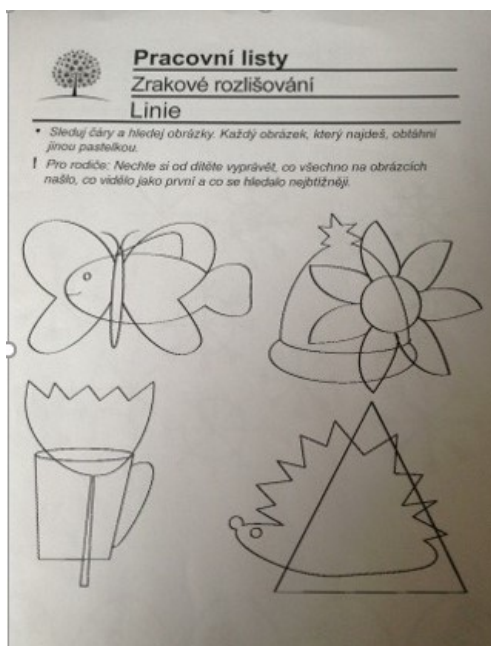 Pracovní listy
Zrakové rozlišování
Linie
• Sleduj čáry a hledej obrázky. Každý obrázek, který najdeš, obtáhni
jinou pastelkou.
! Pro rodiče: Nechte si od dítěte vyprávět, co všechno na obrázcích
našlo, co vidělo jako první a co se hledalo nejtížněji.